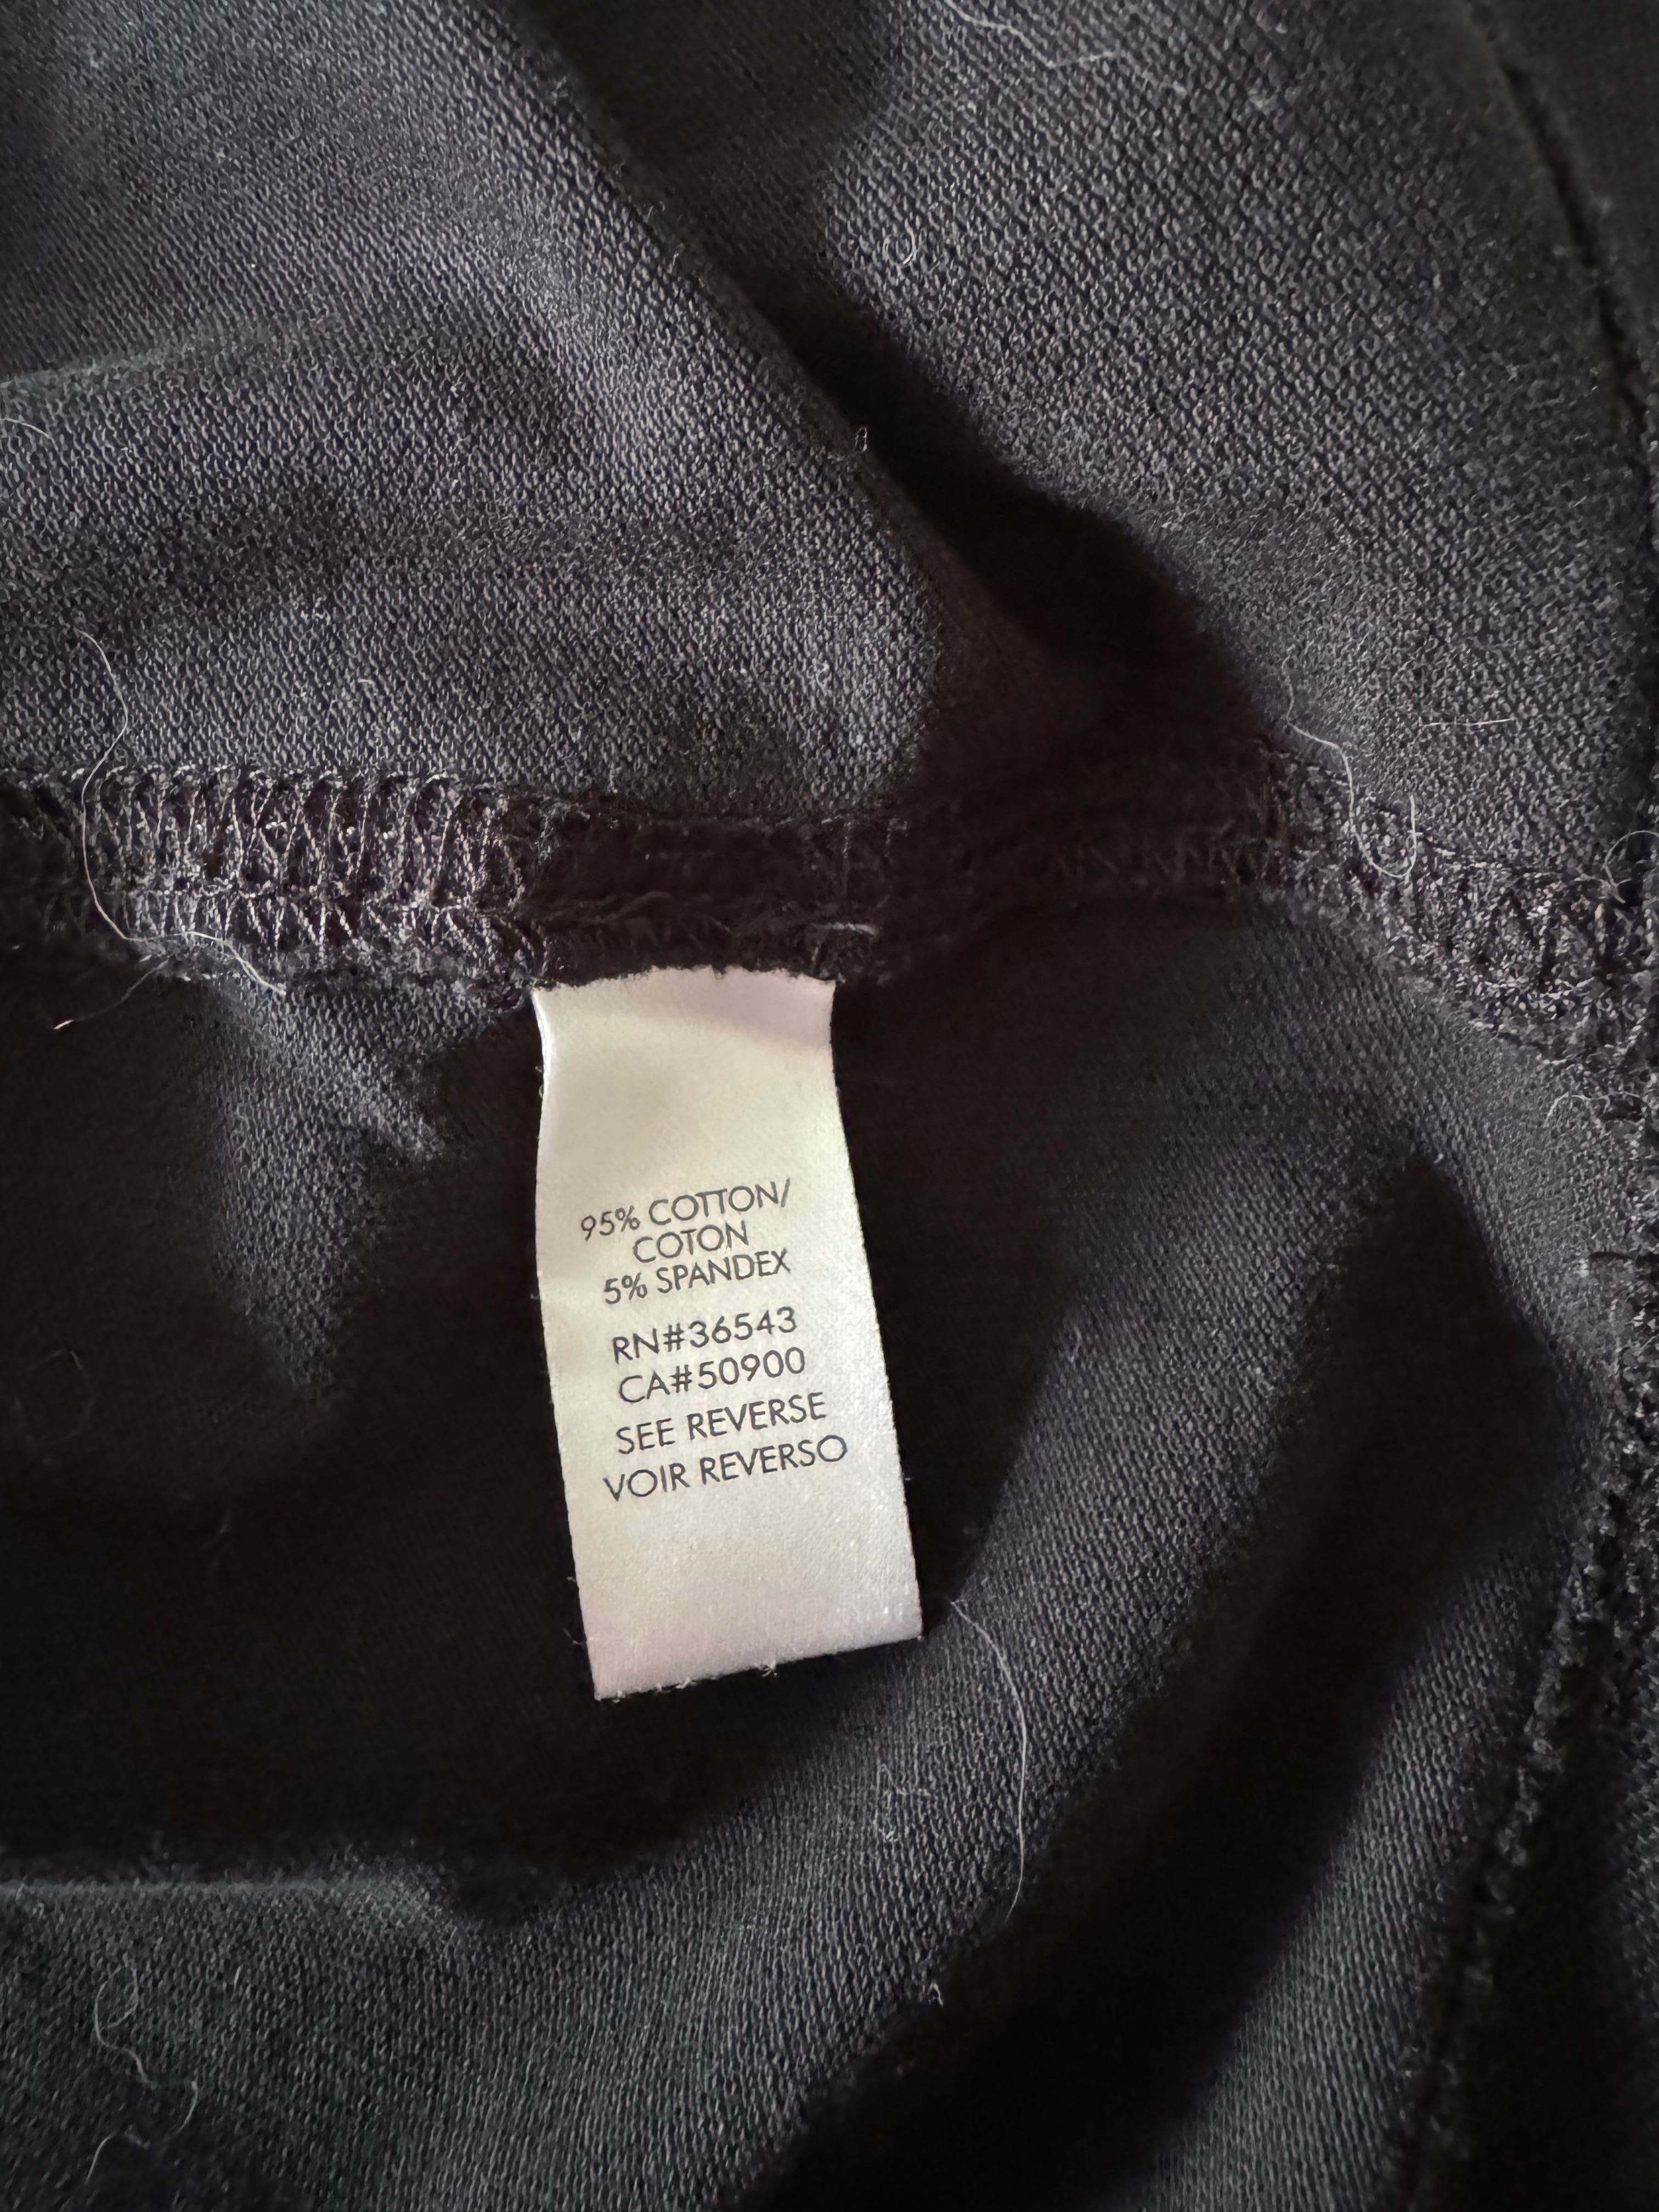 95% COTTON/
COTON
5% SPANDEX
RN#36543
CA#50900
SEE REVERSE
VOIR REVERSO